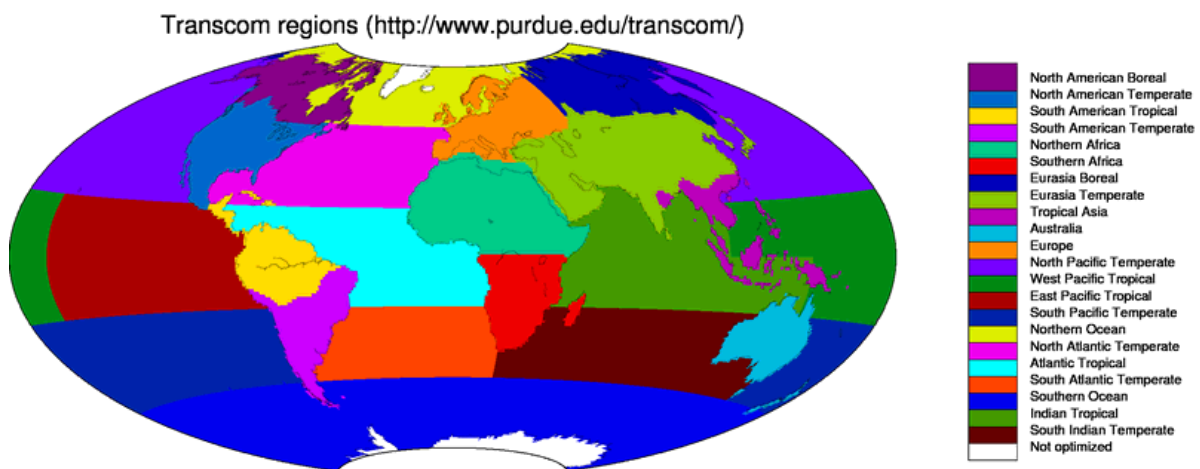 Transcom regions (http://www.purdue.edu/transcom/)
North American Boreal
North American Temperate
South American Tropical
South American Temperate
Northern Africa
Southern Africa
Eurasia Boreal
Eurasia Temperate
Tropical Asia
Australia
Europe
North Pacific Temperate
West Pacific Tropical
East Pacific Tropical
South Pacific Temperate
Northern Ocean
North Atlantic Temperate
Atlantic Tropical
South Atlantic Temperate
Southern Ocean
Indian Tropical
South Indian Temperate
Not optimized